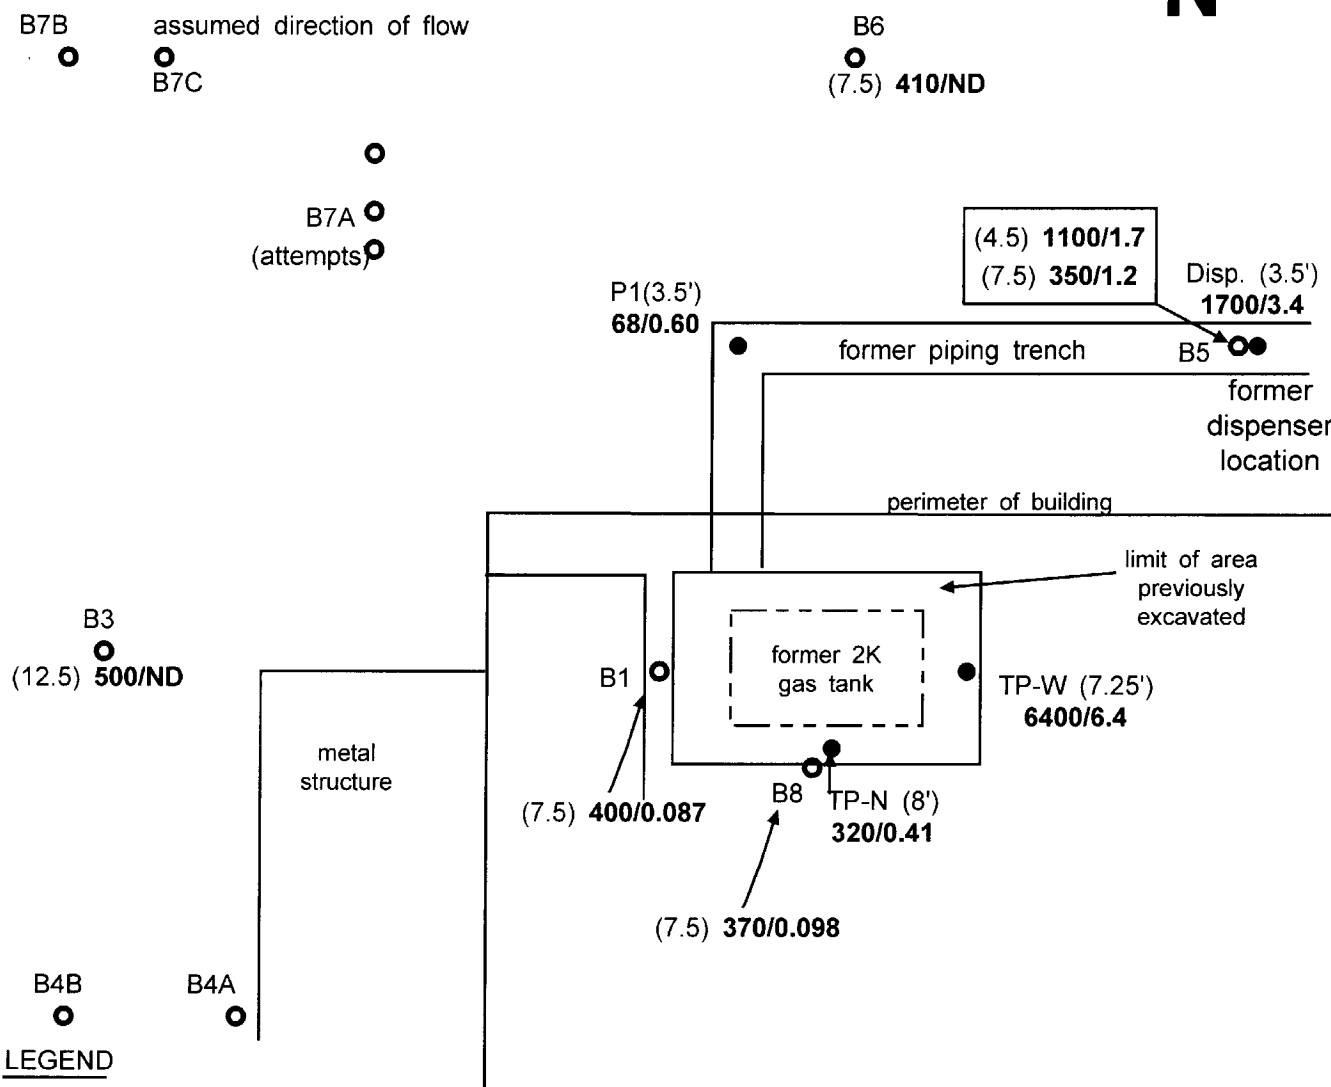 N
B7B
assumed direction of flow
B7C
B6
(7.5) 410/ND
B7A
(attempts)
(4.5) 1100/1.7
(7.5) 350/1.2
P1(3.5')
68/0.60
Disp. (3.5')
1700/3.4
former piping trench
B5
former
dispenser
location
perimeter of building
limit of area
previously
excavated
B3
(12.5) 500/ND
B1
former 2K
gas tank
TP-W (7.25')
6400/6.4
metal
structure
(7.5) 400/0.087
B8
TP-N (8')
320/0.41
(7.5) 370/0.098
B4B
B4A
LEGEND